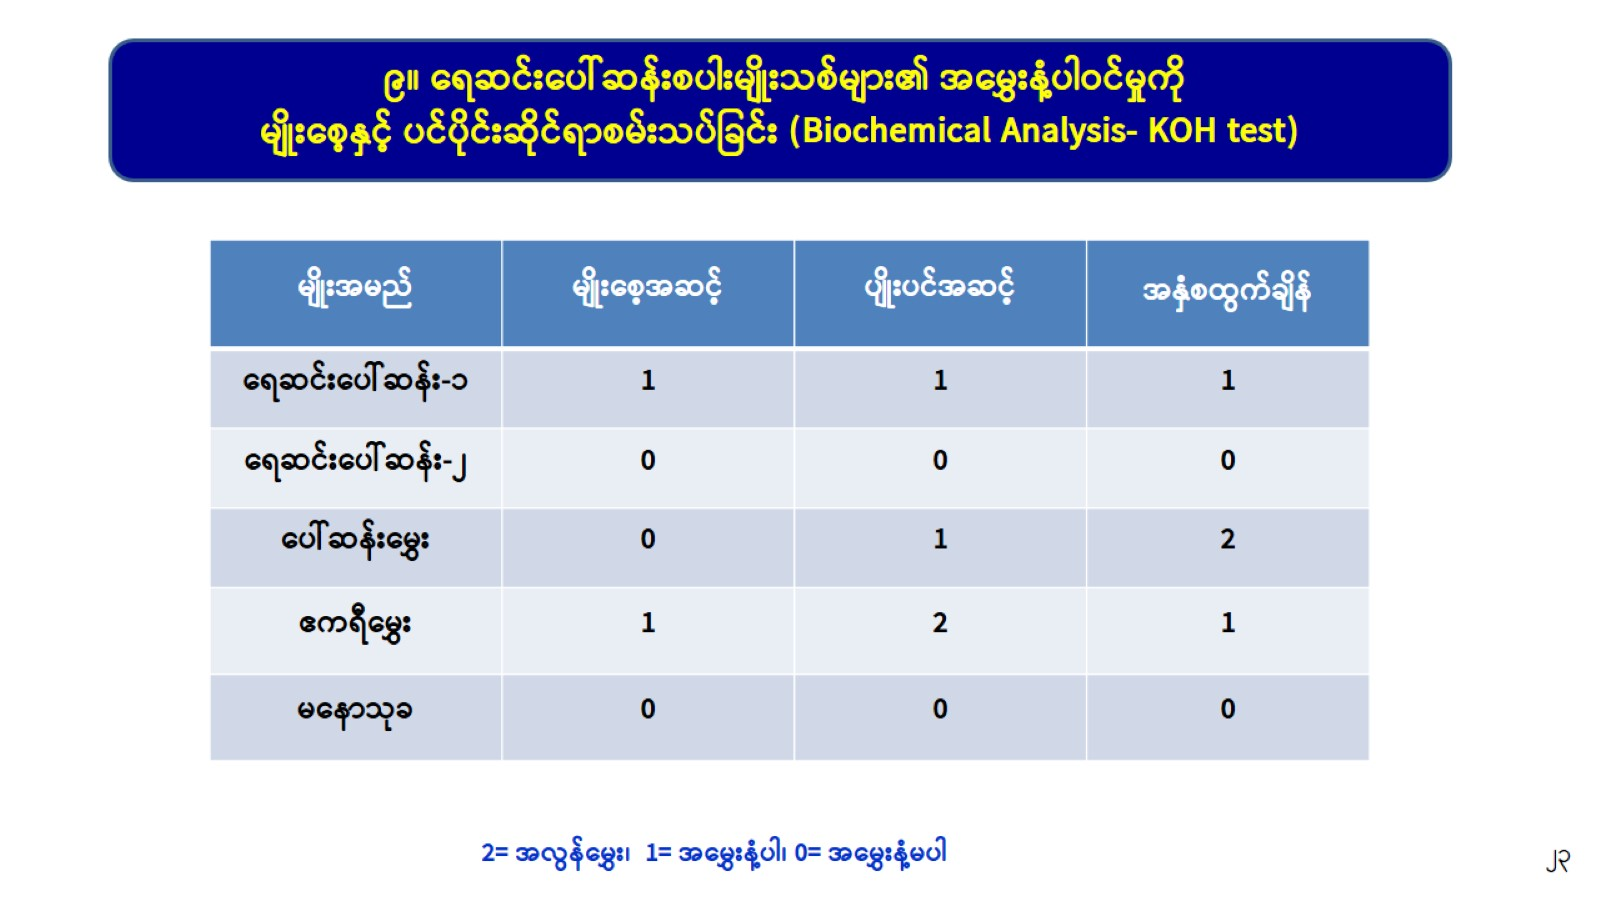 ၉။ ရေဆင်းပေါ်ဆန်းစပါးမျိုးသစ်များ၏ အမွှေးနံ့ပါဝင်မှုကို
မျိုးစေ့နှင့် ပင်ပိုင်းဆိုင်ရာစမ်းသပ်ခြင်း (Biochemical Analysis- KOH test)
မျိုးအမည် မျိုးစေ့အဆင့် ပျိုးပင်အဆင့် အနှံစထွက်ချိန်
ရေဆင်းပေါ်ဆန်း-၁ 1 1 1
ရေဆင်းပေါ်ဆန်း-၂ 0 0 0
ပေါ်ဆန်းမွှေး 0 1 2
ဧကရီမွှေး 1 2 1
မနောသုခ 0 0 0
2= အလွန်မွှေး၊ 1= အမွှေးနံ့ပါ၊ 0= အမွှေးနံ့မပါ
၂၃